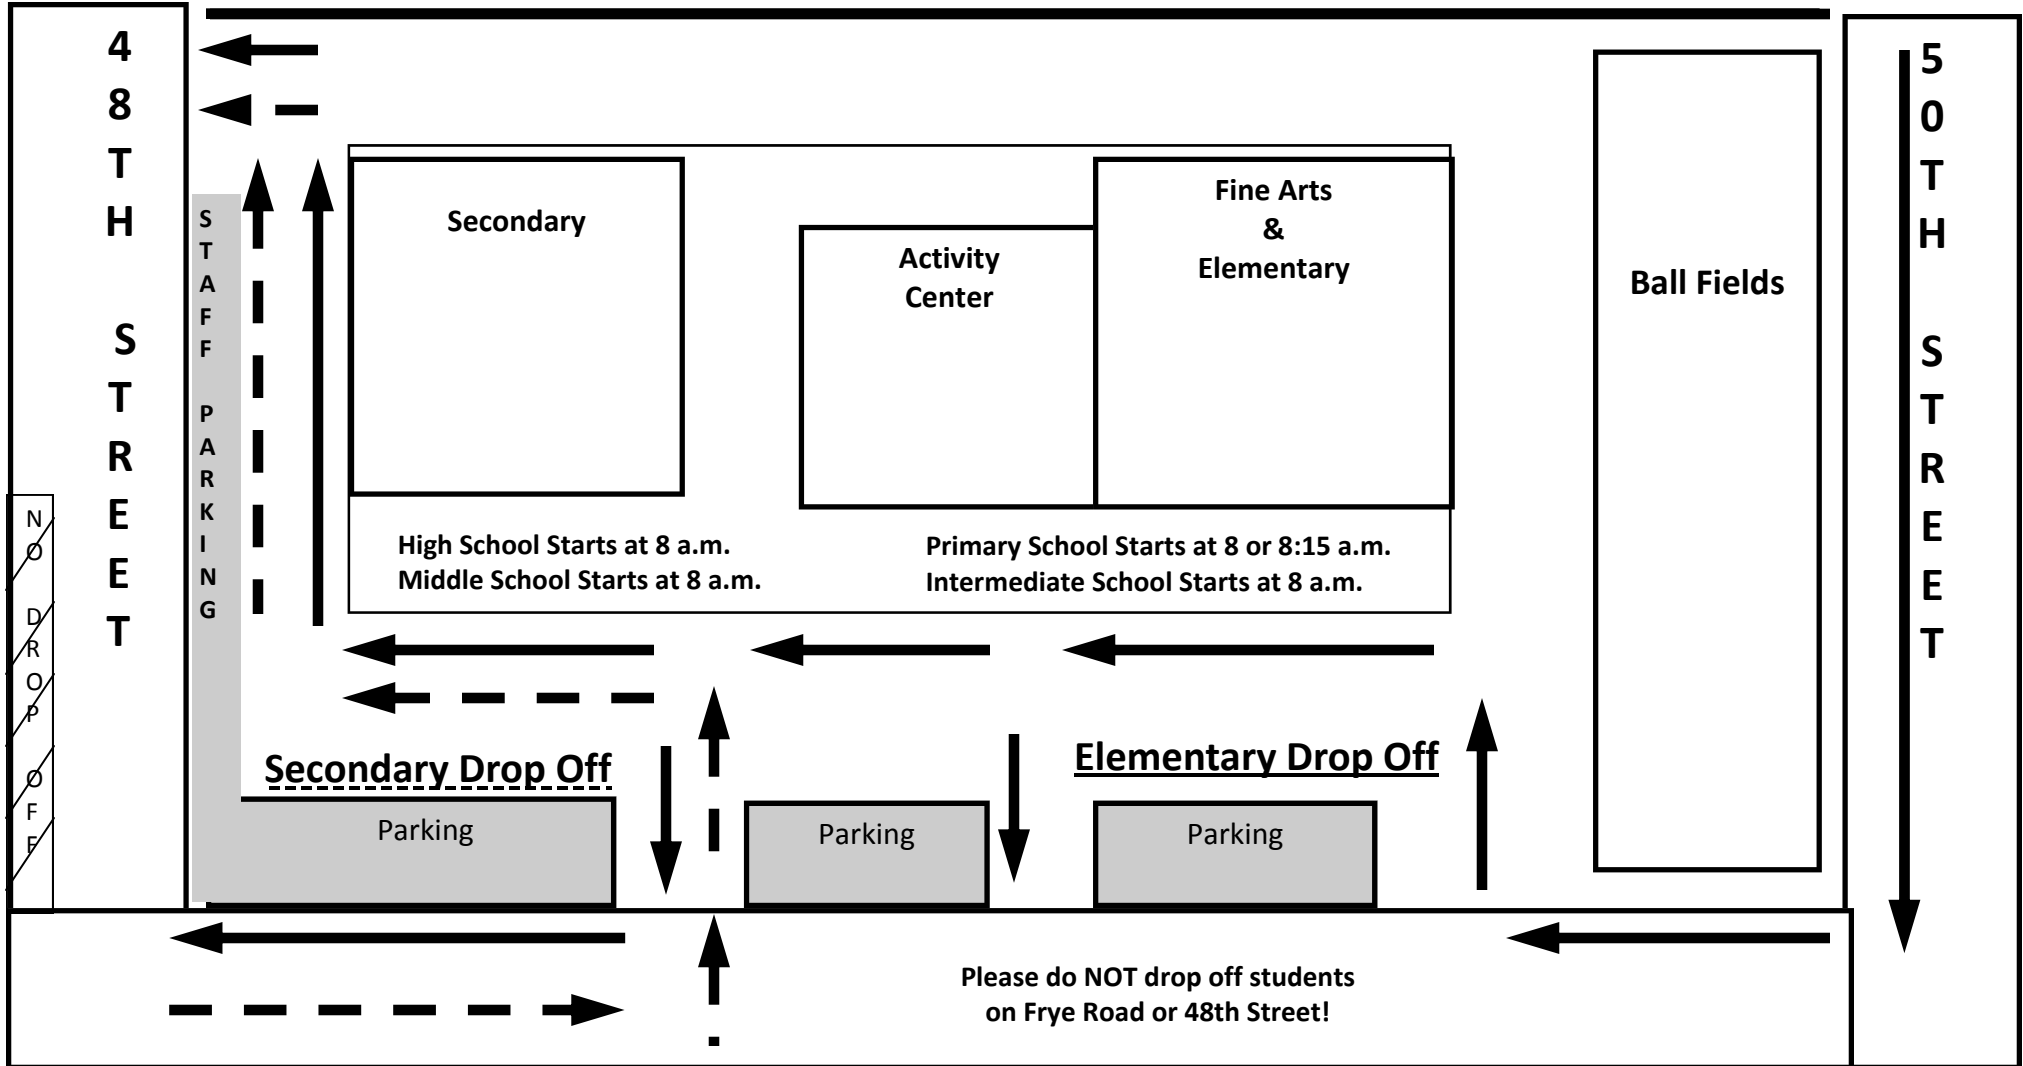 48TH STREET
50TH STREET
STAFF PARKING
NO DROP OFF
Secondary
Activity
Center
Fine Arts
&
Elementary
Ball Fields
High School Starts at 8 a.m.
Middle School Starts at 8 a.m.
Primary School Starts at 8 or 8:15 a.m.
Intermediate School Starts at 8 a.m.
Secondary Drop Off
Elementary Drop Off
Parking
Parking
Parking
Please do NOT drop off students
on Frye Road or 48th Street!